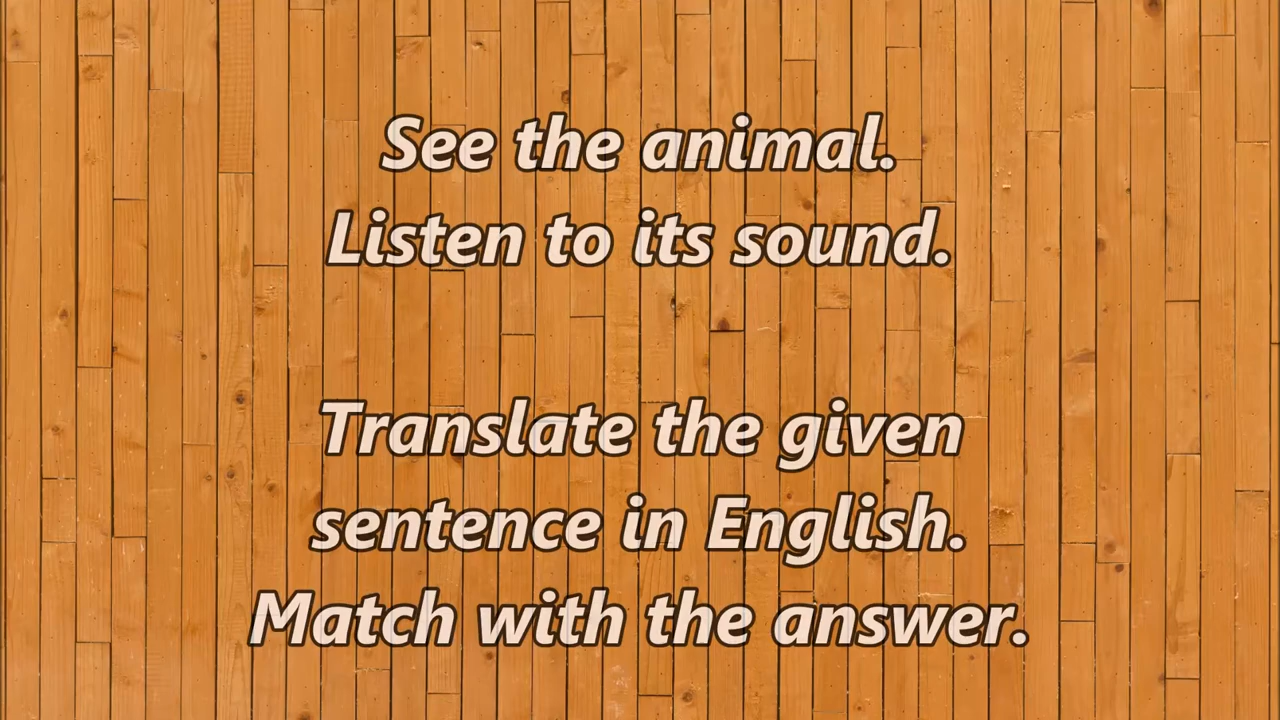 See the animal.
Listen to its sound.
Translate the given
sentence in English.
Match with the answer.